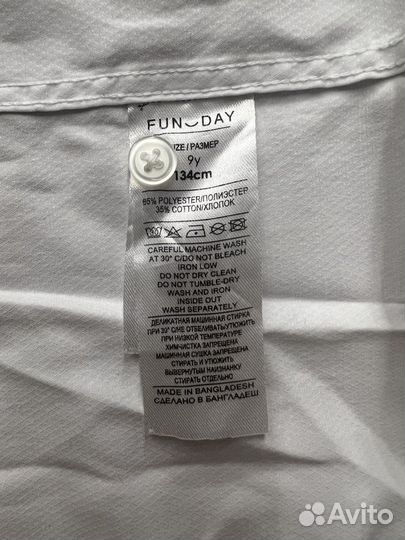 FUN DAY
SIZE / РАЗМЕР
9y
134cm
65% POLYESTER/ПОЛИЭСТЕР
35% COTTON/ХЛОПОК
CAREFUL MACHINE WASH
AT 30° C/DO NOT BLEACH
IRON LOW
DO NOT DRY CLEAN
DO NOT TUMBLE-DRY
WASH AND IRON
INSIDE OUT
WASH SEPARATELY
ДЕЛИКАТНАЯ МАШИННАЯ СТИРКА
ПРИ 30° С/НЕ ОТБЕЛИВАТЬ/УТЮЖИТЬ
ПРИ НИЗКОЙ ТЕМПЕРАТУРЕ
ХИМЧИСТКА ЗАПРЕЩЕНА
МАШИННАЯ СУШКА ЗАПРЕЩЕНА
СТИРАТЬ И УТЮЖИТЬ
ВЫВЕРНУТЫМ НАИЗНАНКУ
СТИРАТЬ ОТДЕЛЬНО
MADE IN BANGLADESH
СДЕЛАНО В БАНГЛАДЕШ
Avito